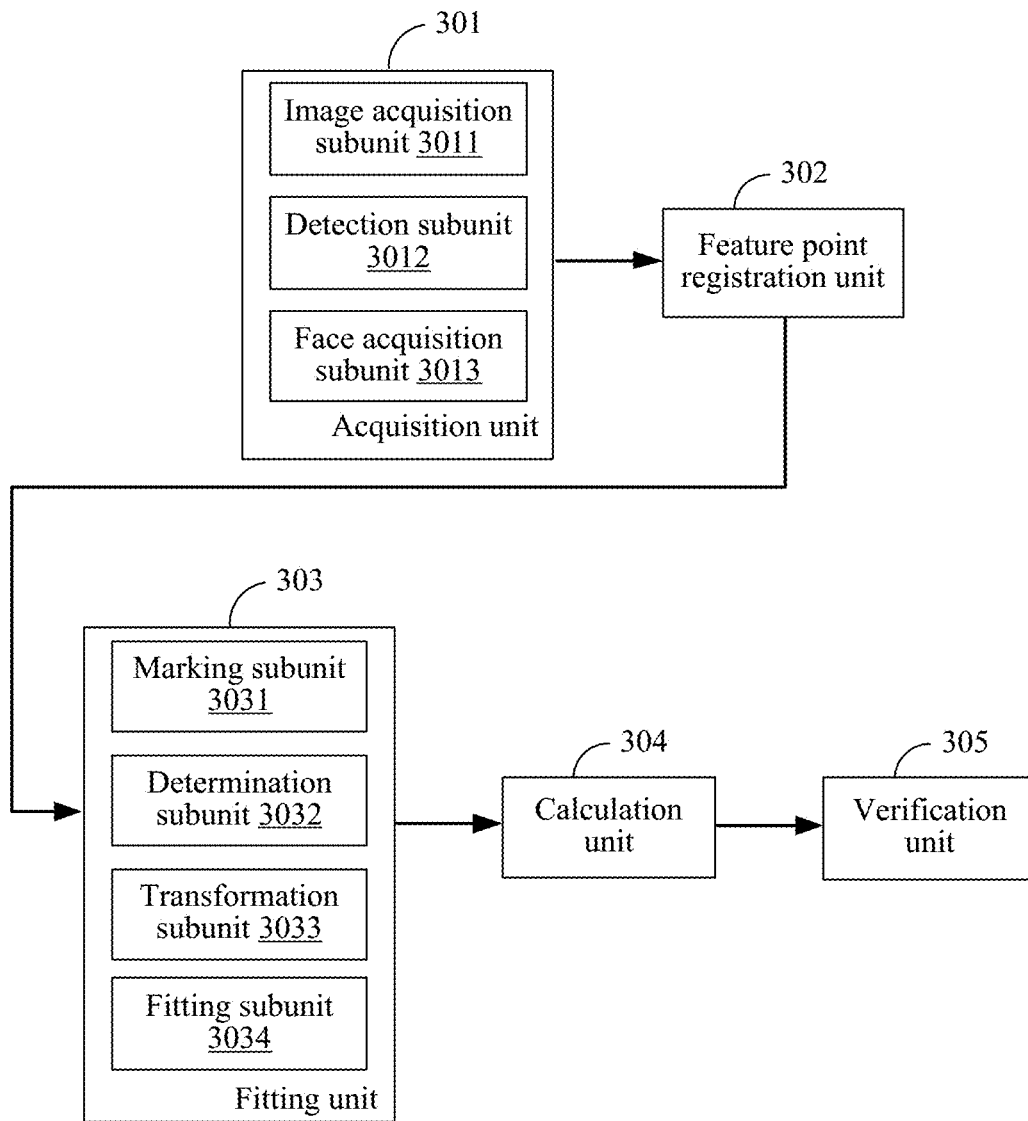 301
Image acquisition
subunit 3011
Detection subunit
3012
Face acquisition
subunit 3013
Acquisition unit
302
Feature point
registration unit
303
Marking subunit
3031
Determination
subunit 3032
Transformation
subunit 3033
Fitting subunit
3034
Fitting unit
304
Calculation
unit
305
Verification
unit